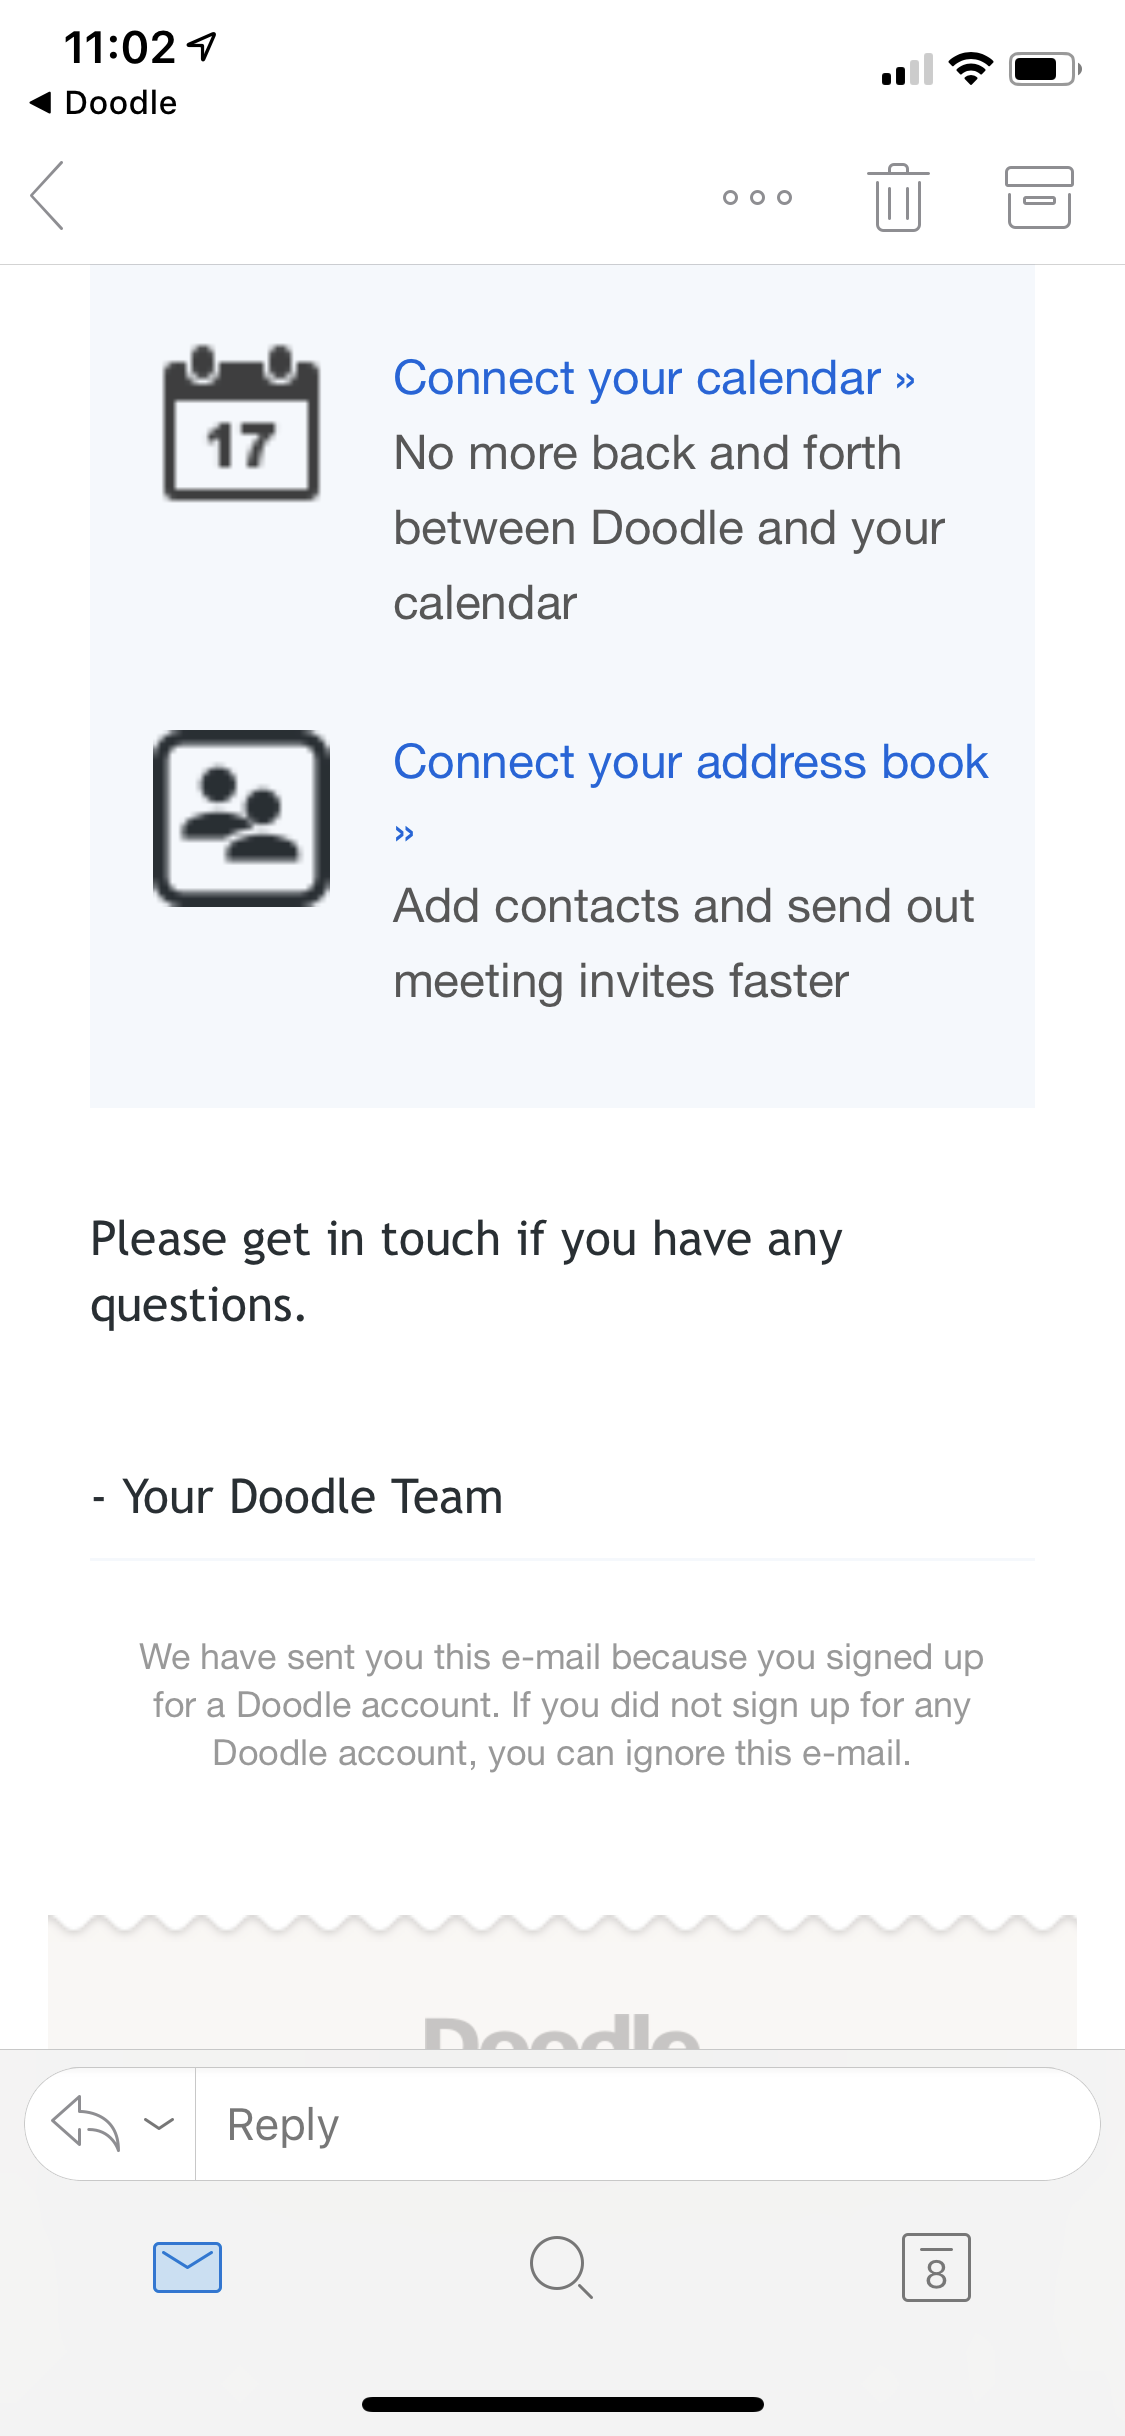 11:02
Doodle
Connect your calendar »
17
No more back and forth
between Doodle and your
calendar
Connect your address book
»
Add contacts and send out
meeting invites faster
Please get in touch if you have any
questions.
- Your Doodle Team
We have sent you this e-mail because you signed up
for a Doodle account. If you did not sign up for any
Doodle account, you can ignore this e-mail.
Doodle
Reply
8